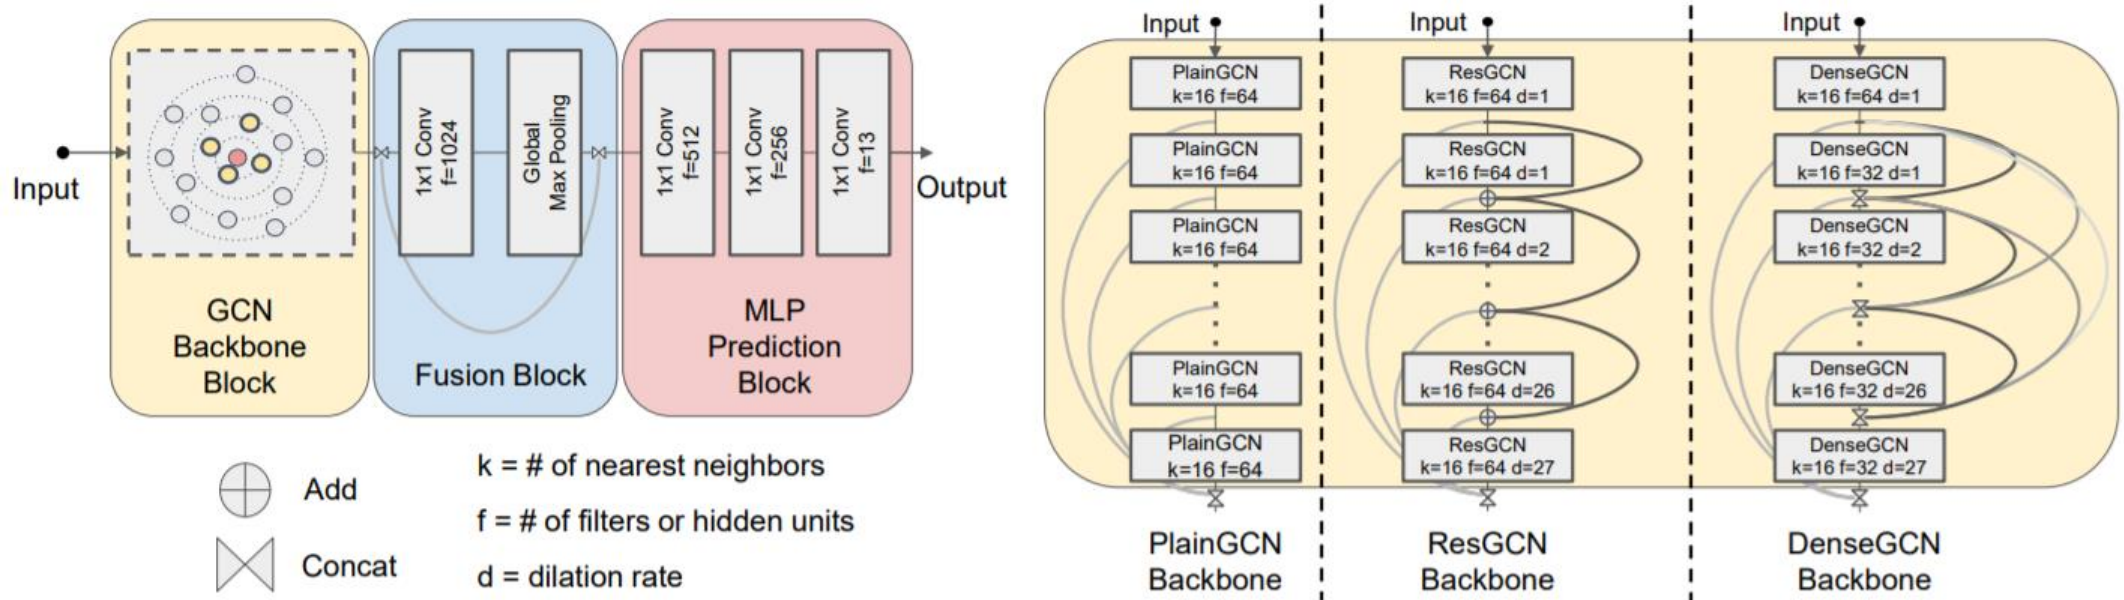 Input
1x1 Conv
f=1024
Global
Max Pooling
1x1 Conv
f=512
1x1 Conv
f=256
1x1 Conv
f=13
Output
GCN
Backbone
Block
Fusion Block
MLP
Prediction
Block
Add
Concat
k = # of nearest neighbors
f = # of filters or hidden units
d = dilation rate
Input
PlainGCN
k=16 f=64
PlainGCN
k=16 f=64
PlainGCN
k=16 f=64
PlainGCN
k=16 f=64
PlainGCN
k=16 f=64
PlainGCN
Backbone
Input
ResGCN
k=16 f=64 d=1
ResGCN
k=16 f=64 d=1
ResGCN
k=16 f=64 d=2
ResGCN
k=16 f=64 d=26
ResGCN
k=16 f=64 d=27
ResGCN
Backbone
Input
DenseGCN
k=16 f=64 d=1
DenseGCN
k=16 f=32 d=1
DenseGCN
k=16 f=32 d=2
DenseGCN
k=16 f=32 d=26
DenseGCN
k=16 f=32 d=27
DenseGCN
Backbone